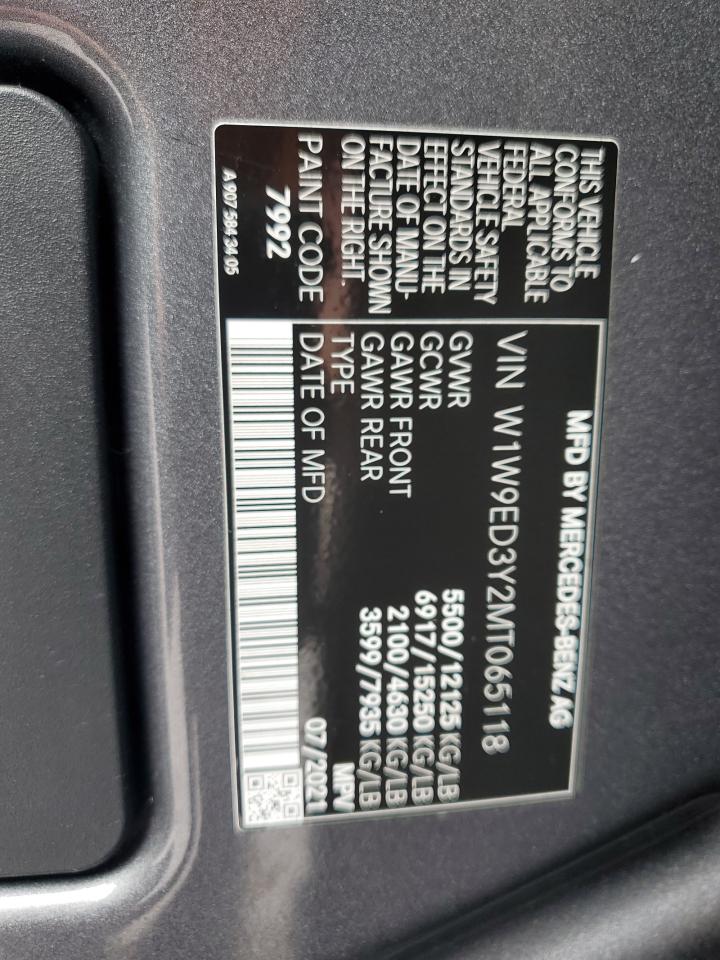 THIS VEHICLE
CONFORMS TO
ALL APPLICABLE
FEDERAL
VEHICLE SAFETY
STANDARDS IN
EFFECT ON THE
DATE OF MANU-
FACTURE SHOWN
ON THE RIGHT.
PAINT CODE
7992
A 907 584 34 05
MFD BY MERCEDES-BENZ AG
VIN W1W9ED3Y2MT065118
GVWR 5500/12125 KG/LB
GCWR 6917/15250 KG/LB
GAWR FRONT 2100/4630 KG/LB
GAWR REAR 3599/7935 KG/LB
TYPE MPV
DATE OF MFD 07/2021